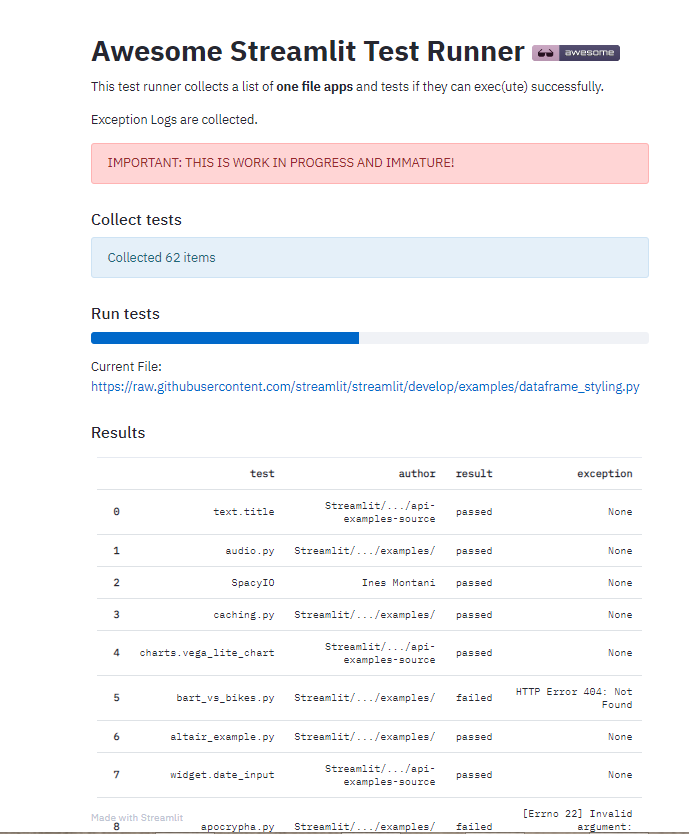 Awesome Streamlit Test Runner awesome
This test runner collects a list of one file apps and tests if they can exec(ute) successfully.
Exception Logs are collected.
IMPORTANT: THIS IS WORK IN PROGRESS AND IMMATURE!
Collect tests
Collected 62 items
Run tests
Current File:
https://raw.githubusercontent.com/streamlit/streamlit/develop/examples/dataframe_styling.py
Results
test author result exception
0 text.title Streamlit/.../api- passed None
examples-source
1 audio.py Streamlit/.../examples/ passed None
2 SpacyIO Ines Montani passed None
3 caching.py Streamlit/.../examples/ passed None
4 charts.vega_lite_chart Streamlit/.../api- passed None
examples-source
5 bart_vs_bikes.py Streamlit/.../examples/ failed HTTP Error 404: Not
Found
6 altair_example.py Streamlit/.../examples/ passed None
7 widget.date_input Streamlit/.../api- passed None
examples-source
[Errno 22] Invalid
Made with Streamlit
8 apocrypha.py Streamlit/.../examples/ failed argument: